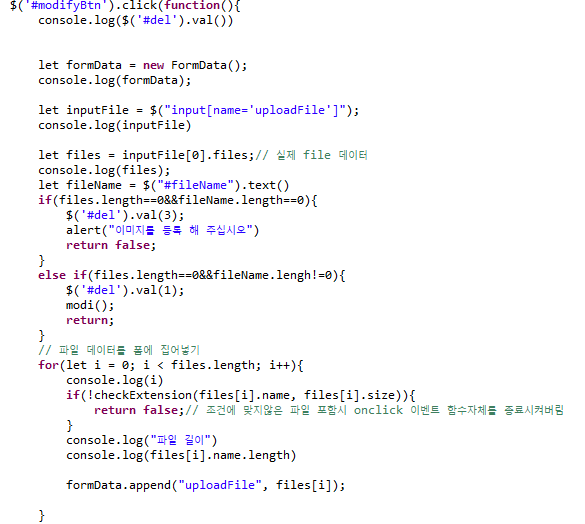 $('#modifyBtn').click(function(){
console.log($('#del').val())
let formData = new FormData();
console.log(formData);
let inputFile = $("input[name='uploadFile']");
console.log(inputFile)
let files = inputFile[0].files;// 실제 file 데이터
console.log(files);
let fileName = $("#fileName").text()
if(files.length==0&&fileName.length==0){
$('#del').val(3);
alert("이미지를 등록 해 주십시오")
return false;
}
else if(files.length==0&&fileName.lengh!=0){
$('#del').val(1);
modi();
return;
}
// 파일 데이터를 폼에 집어넣기
for(let i = 0; i < files.length; i++){
console.log(i)
if(!checkExtension(files[i].name, files[i].size)){
return false;// 조건에 맞지않은 파일 포함시 onclick 이벤트 함수자체를 종료시켜버림
}
console.log("파일 길이")
console.log(files[i].name.length)
formData.append("uploadFile", files[i]);
}